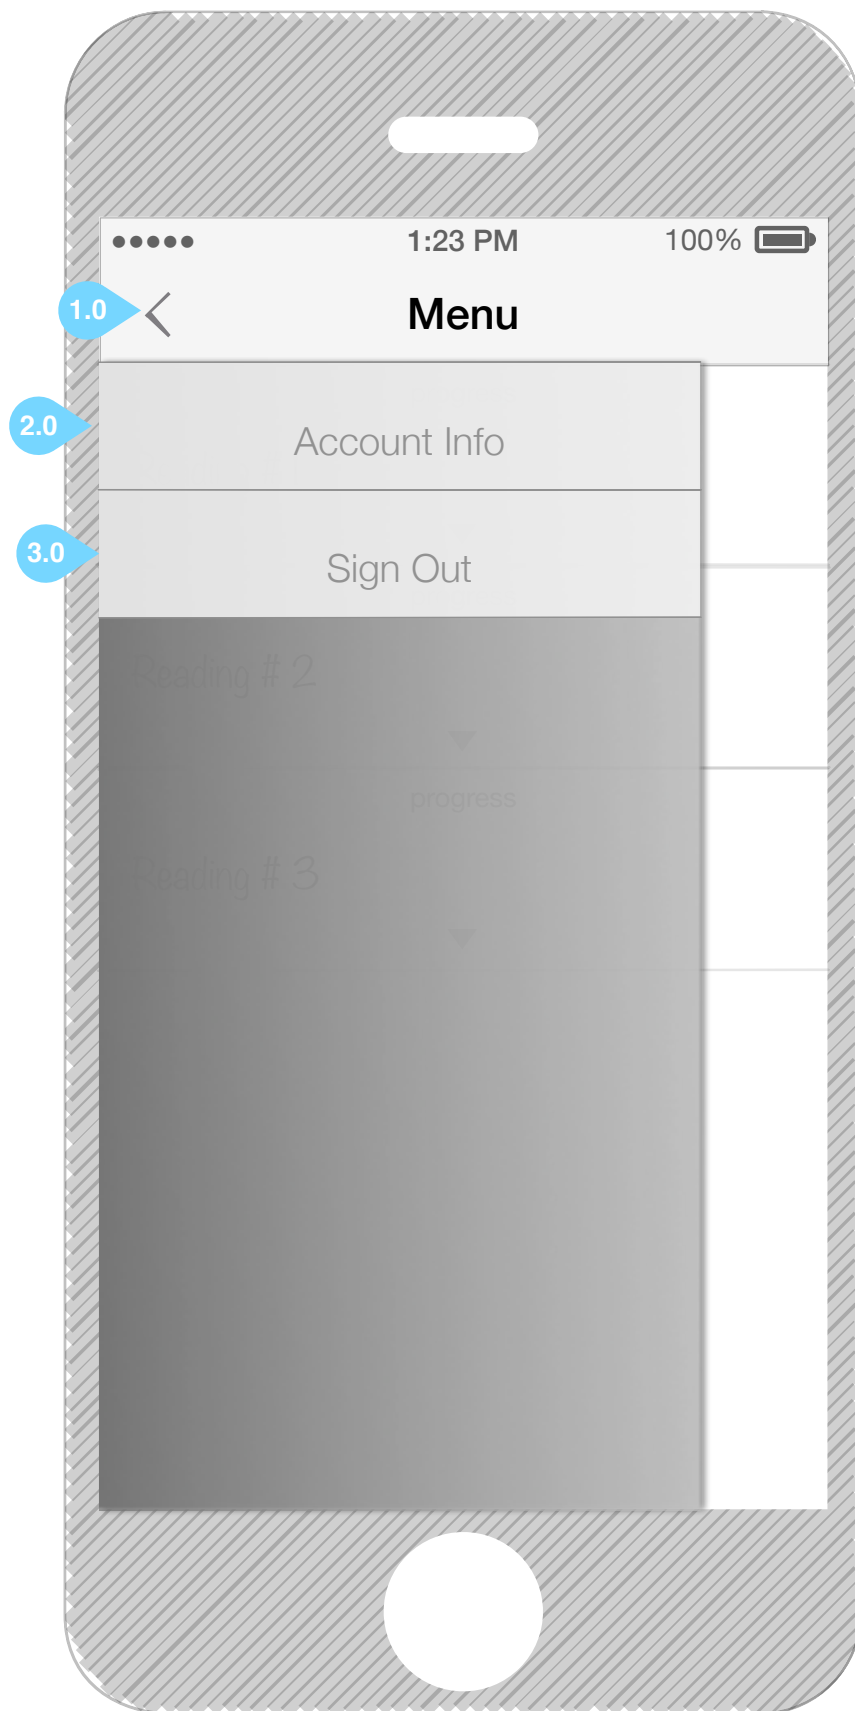 1:23 PM 100%
1.0 Menu
2.0 Account Info
3.0 Sign Out
Reading # 2
progress
Reading # 3